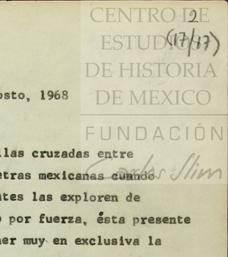 CENTRO DE
2
ESTUDIOS
(17/17)
DE HISTORIA
DE MEXICO
osto, 1968
FUNDACIÓN
llas cruzadas entre
Carlos Slim
etras mexicanas cuando
ntes las exploren de
o por fuerza, ésta presente
ner muy en exclusiva la